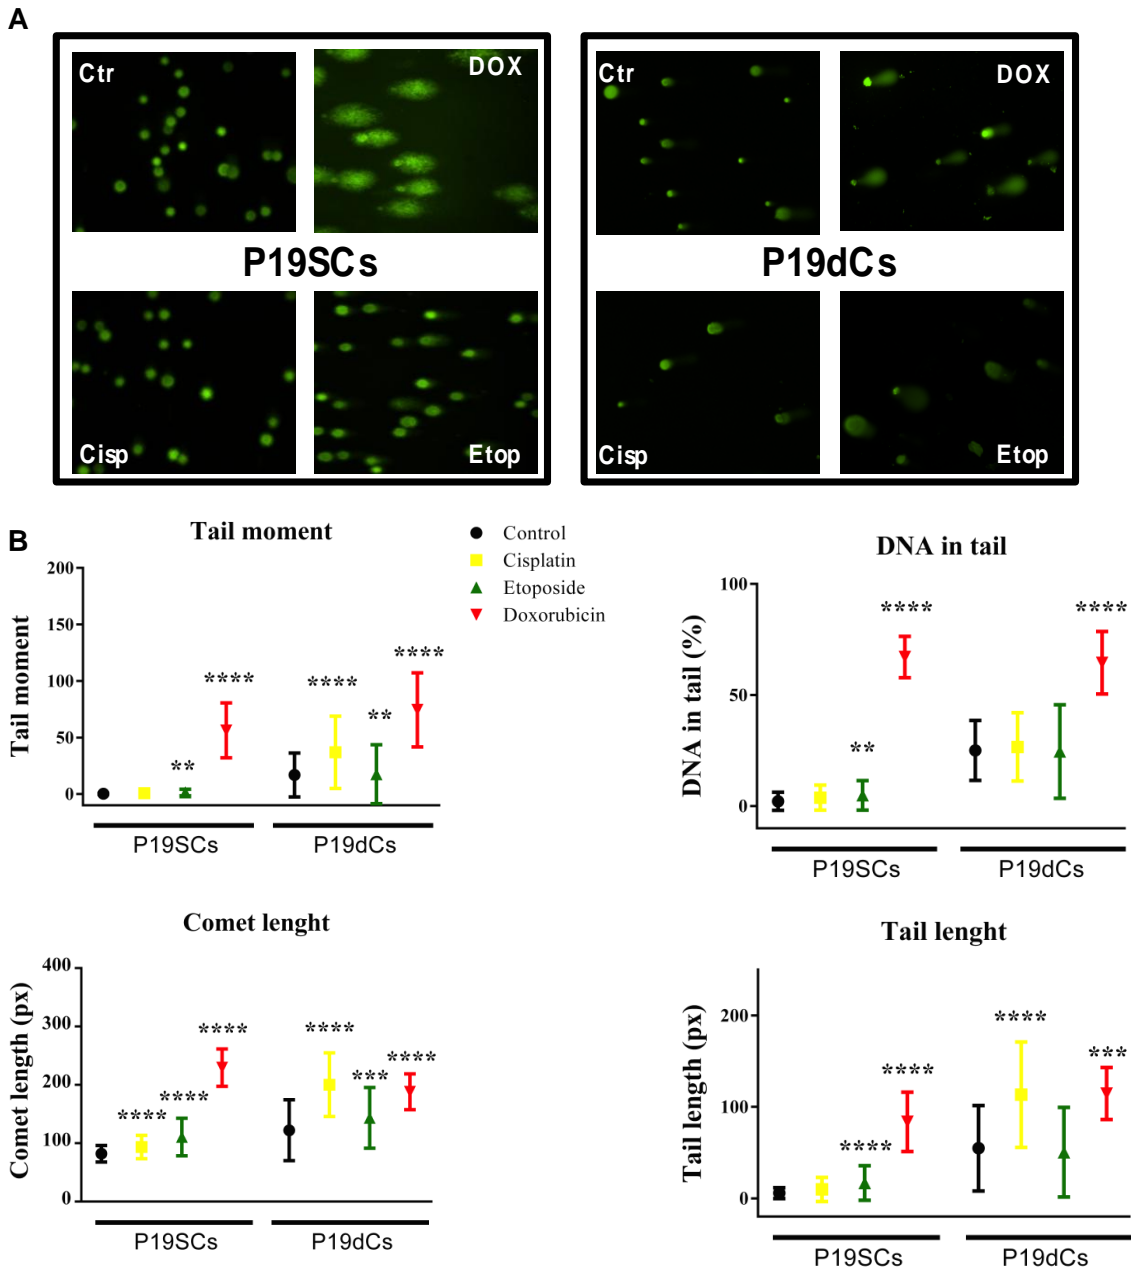 A
Ctr
DOX
Ctr
DOX
P19SCs
P19dCs
Cisp
Etop
Cisp
Etop
B
Tail moment
Tail moment
200
150
100
50
0
**
****
****
**
****
P19SCs
P19dCs
Control
Cisplatin
Etoposide
Doxorubicin
DNA in tail
DNA in tail (%)
100
50
0
**
****
****
P19SCs
P19dCs
Comet lenght
Comet length (px)
400
300
200
100
0
****
****
****
****
***
****
P19SCs
P19dCs
Tail lenght
Tail length (px)
200
100
0
****
****
****
***
P19SCs
P19dCs